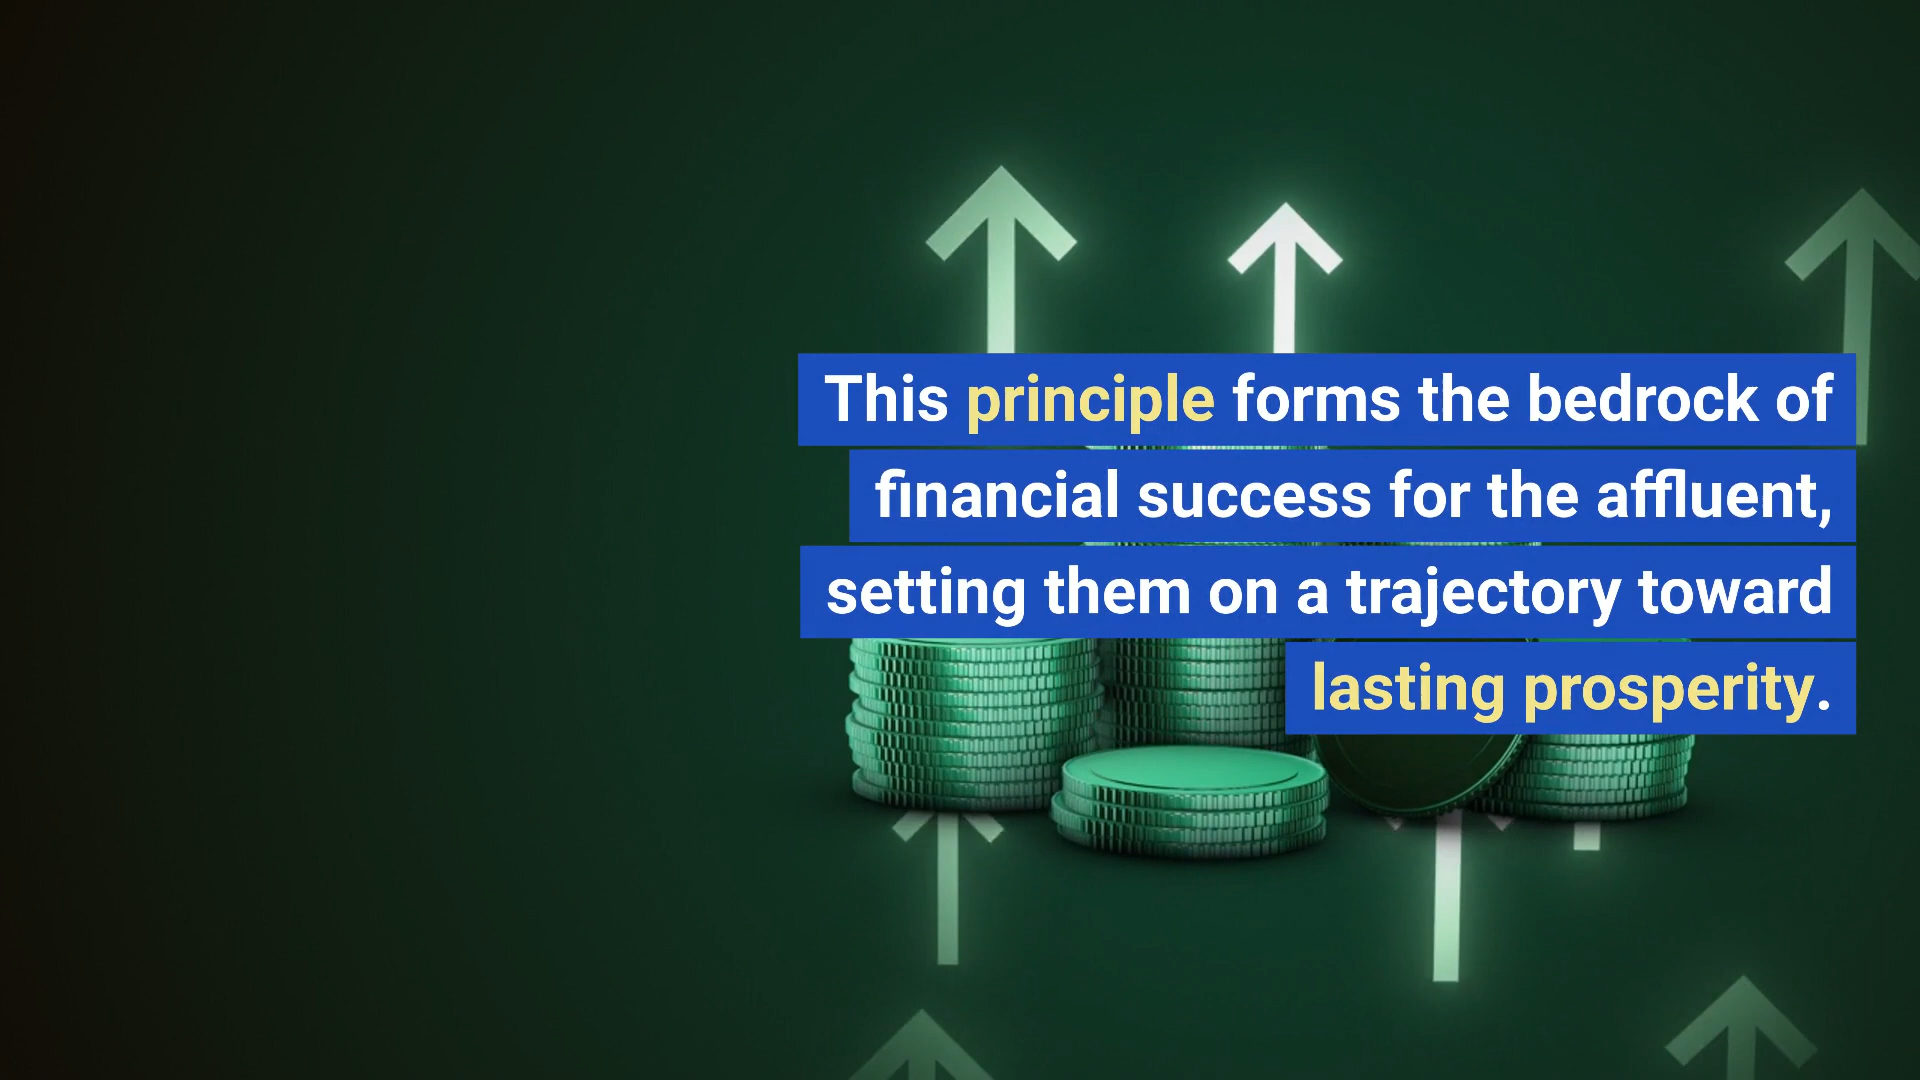 This principle forms the bedrock of
financial success for the affluent,
setting them on a trajectory toward
lasting prosperity.